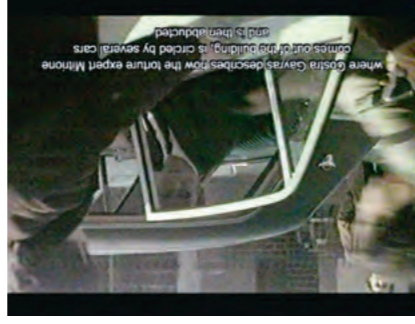 where Costa Gavras describes how the torture expert Mitrione
comes out of the building, is circled by several cars
and is then abducted